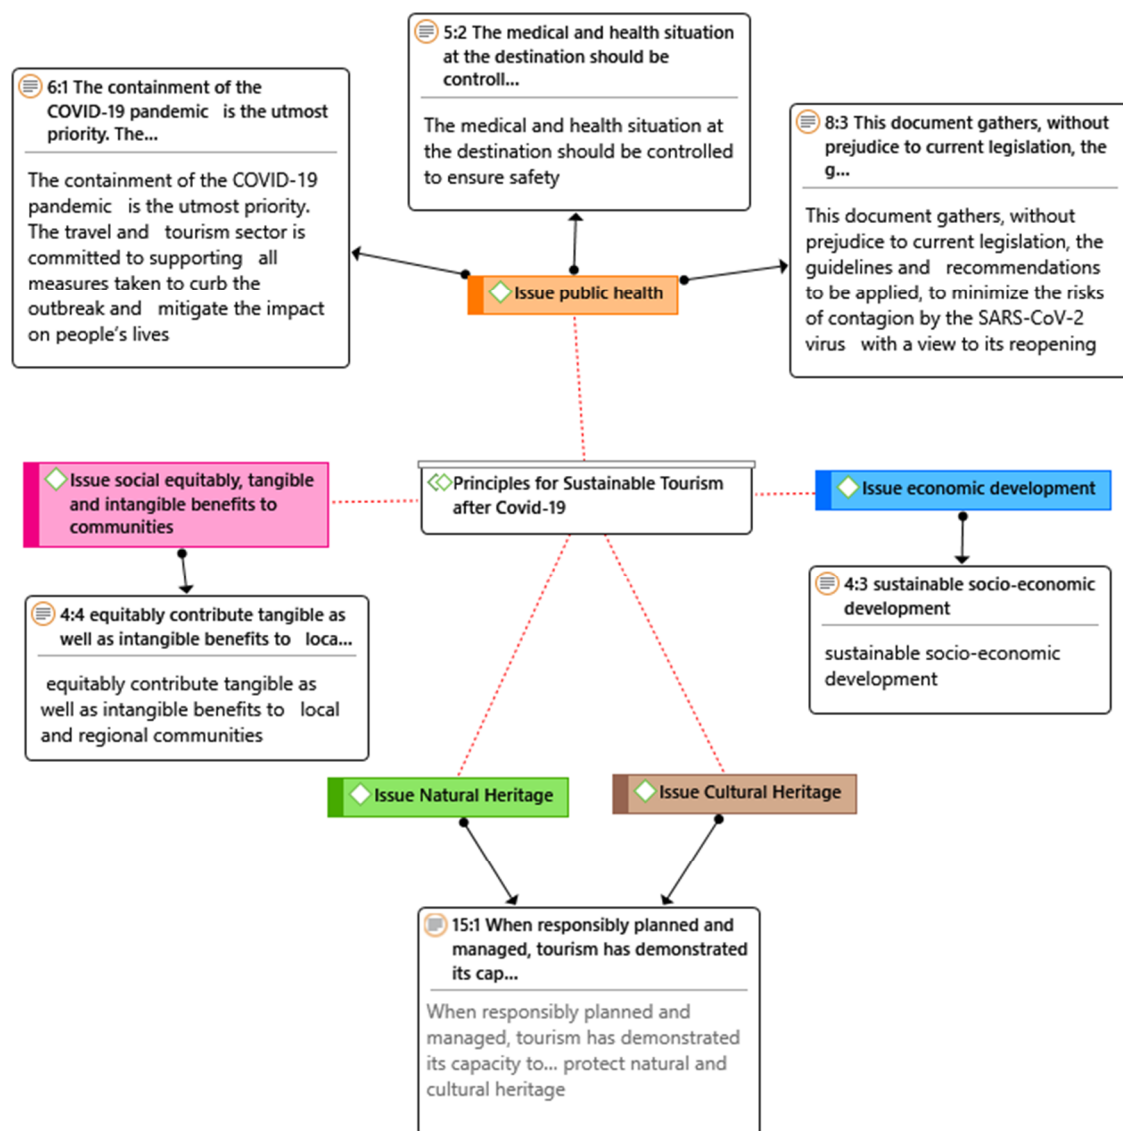 5:2 The medical and health situation
at the destination should be
controll...
The medical and health situation at
the destination should be controlled
to ensure safety
6:1 The containment of the
COVID-19 pandemic is the utmost
priority. The...
The containment of the COVID-19
pandemic is the utmost priority.
The travel and tourism sector is
committed to supporting all
measures taken to curb the
outbreak and mitigate the impact
on people's lives
8:3 This document gathers, without
prejudice to current legislation, the
g...
This document gathers, without
prejudice to current legislation, the
guidelines and recommendations
to be applied, to minimize the risks
of contagion by the SARS-CoV-2
virus with a view to its reopening
Issue public health
Issue social equitably, tangible
and intangible benefits to
communities
Principles for Sustainable Tourism
after Covid-19
Issue economic development
4:4 equitably contribute tangible as
well as intangible benefits to loca...
equitably contribute tangible as
well as intangible benefits to local
and regional communities
4:3 sustainable socio-economic
development
sustainable socio-economic
development
Issue Natural Heritage
Issue Cultural Heritage
15:1 When responsibly planned and
managed, tourism has demonstrated
its cap...
When responsibly planned and
managed, tourism has demonstrated
its capacity to... protect natural and
cultural heritage